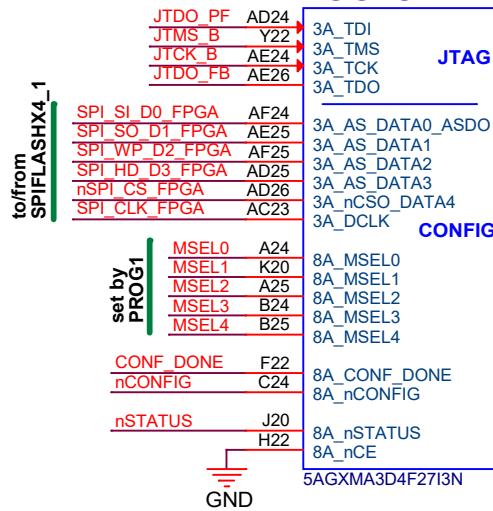 JTDO_PF AD24 3A_TDI
JTMS_B Y22 3A_TMS
JTCK_B AE24 3A_TCK
JTDO_FB AE26 3A_TDO
JTAG
to/from
SPIFLASHX4_1
SPI_SI_D0_FPGA AF24 3A_AS_DATA0_ASDO
SPI_SO_D1_FPGA AE25 3A_AS_DATA1
SPI_WP_D2_FPGA AF25 3A_AS_DATA2
SPI_HD_D3_FPGA AD25 3A_AS_DATA3
nSPI_CS_FPGA AD26 3A_nCSO_DATA4
SPI_CLK_FPGA AC23 3A_DCLK
CONFIG
set by
PROG1
MSEL0 A24 8A_MSEL0
MSEL1 K20 8A_MSEL1
MSEL2 A25 8A_MSEL2
MSEL3 B24 8A_MSEL3
MSEL4 B25 8A_MSEL4
CONF_DONE F22 8A_CONF_DONE
nCONFIG C24 8A_nCONFIG
nSTATUS J20 8A_nSTATUS
H22 8A_nCE
GND
5AGXMA3D4F27I3N